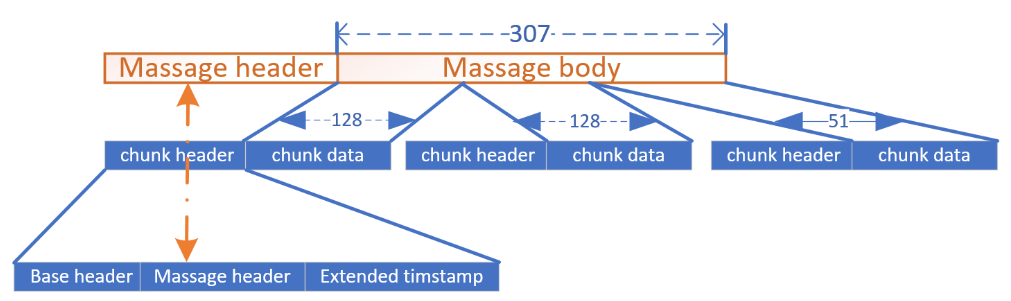 307
Massage header Massage body
128 128 51
chunk header chunk data chunk header chunk data chunk header chunk data
Base header Massage header Extended timstamp